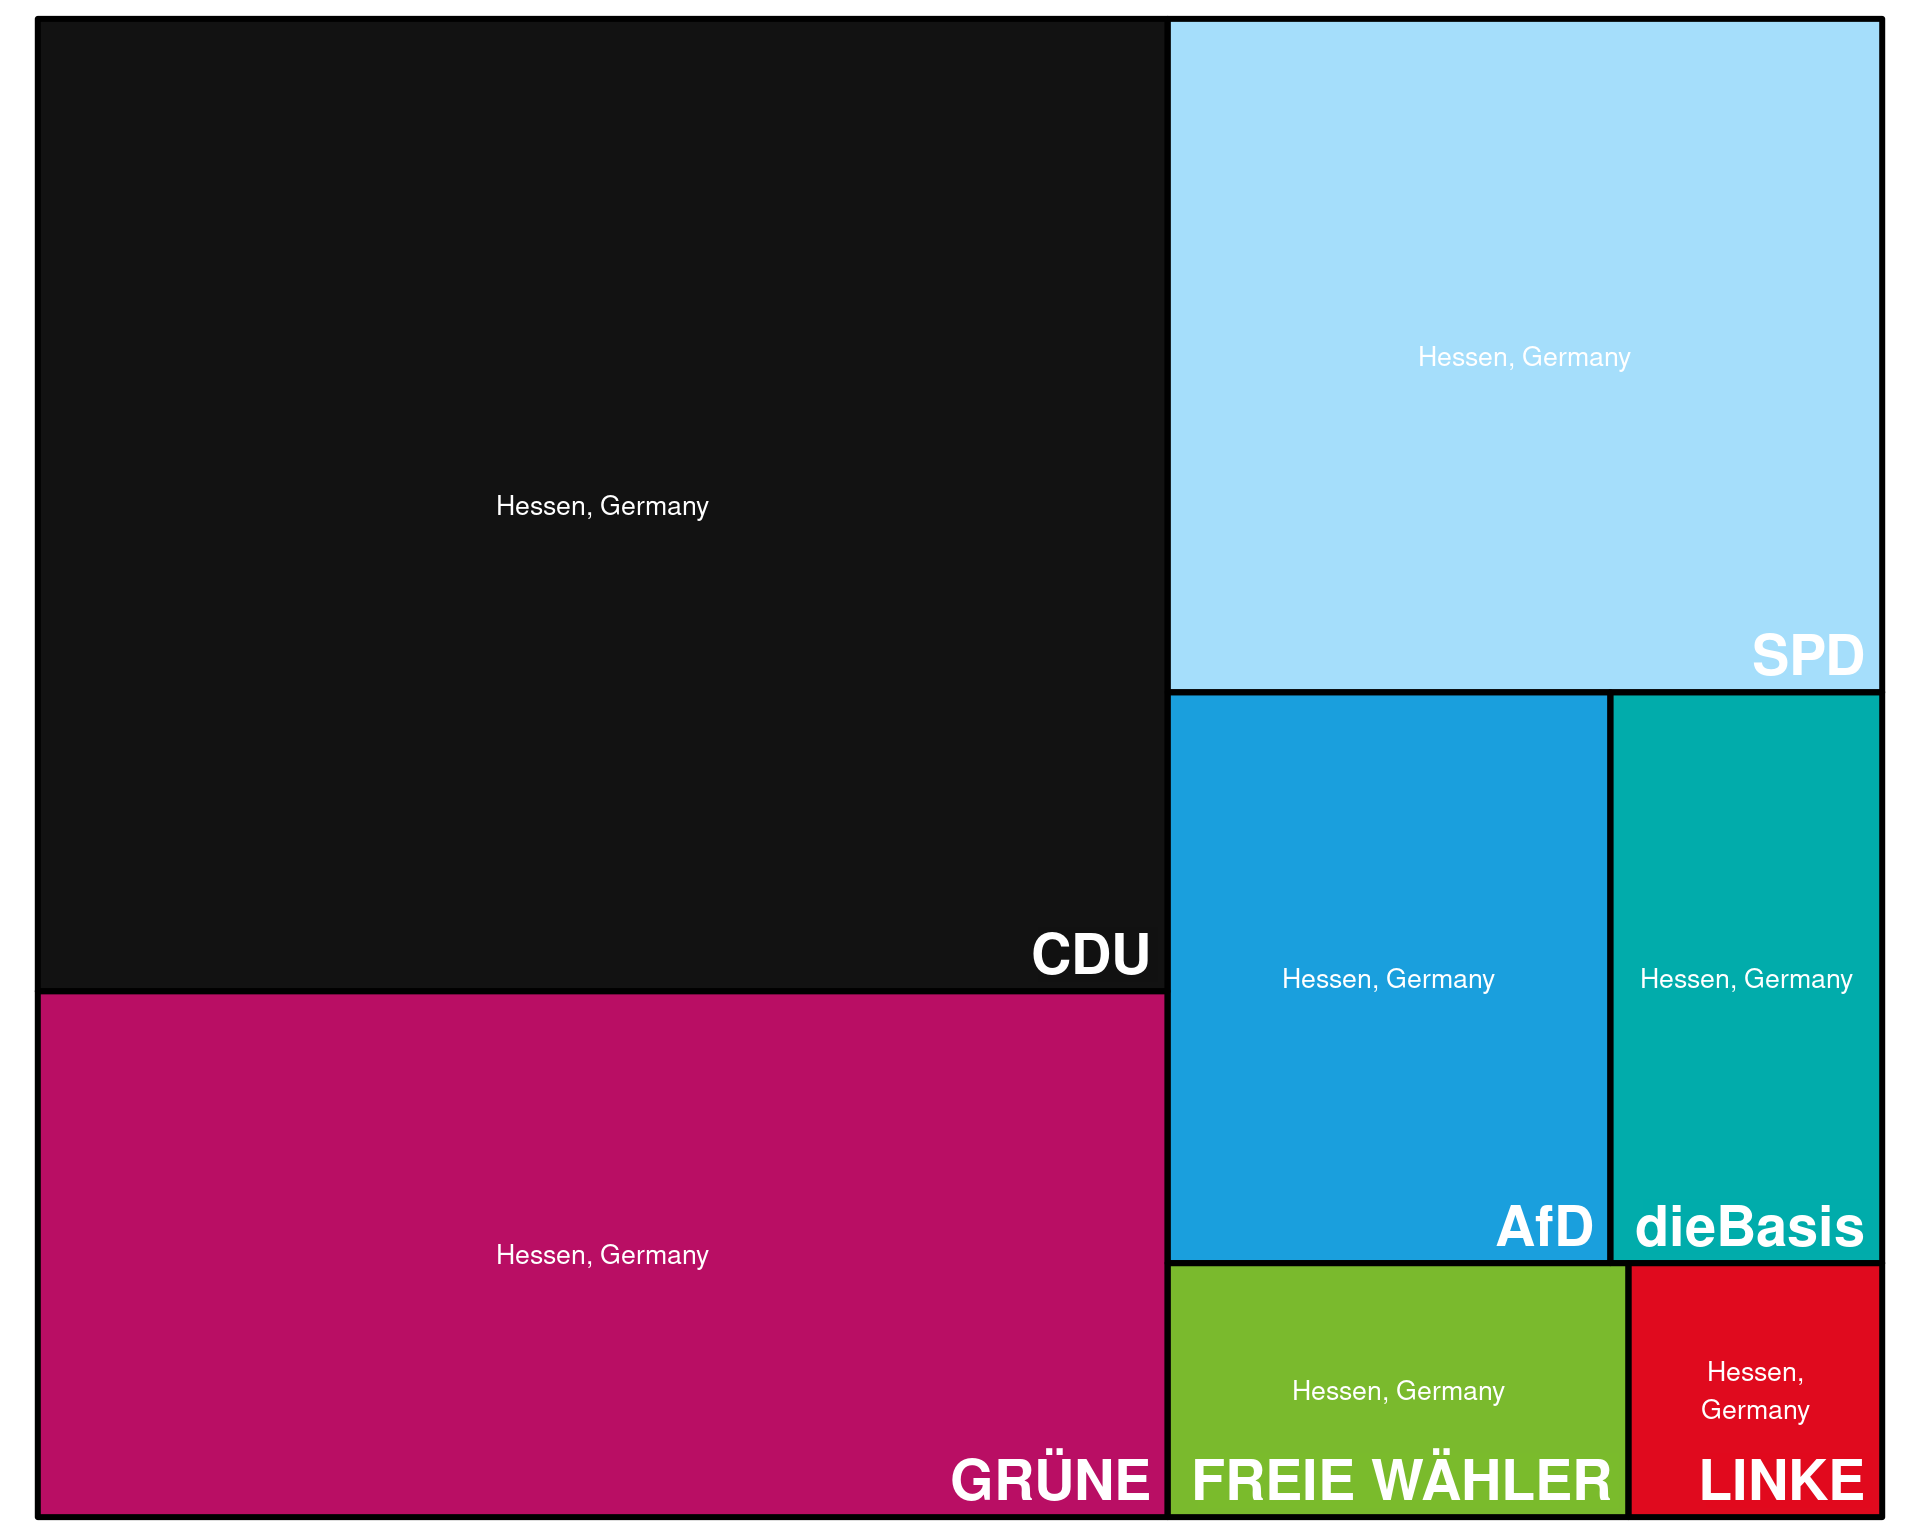 Hessen, Germany
CDU
Hessen, Germany
GRÜNE
Hessen, Germany
SPD
Hessen, Germany
AfD
Hessen, Germany
dieBasis
Hessen, Germany
FREIE WÄHLER
Hessen,
Germany
LINKE